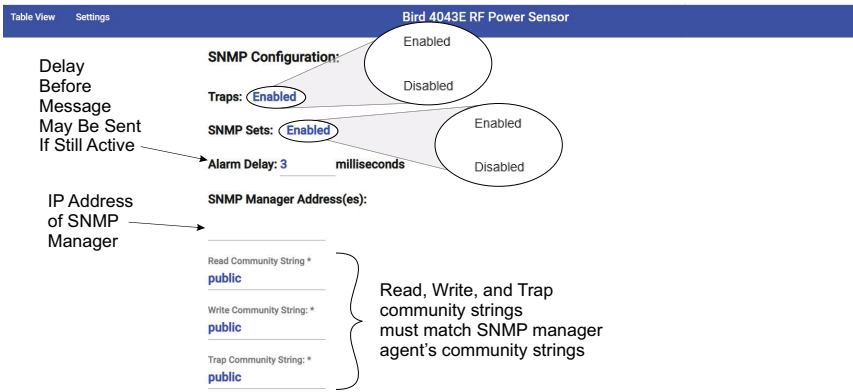 Table View Settings Bird 4043E RF Power Sensor
SNMP Configuration:
Enabled
Disabled
Traps: Enabled
SNMP Sets: Enabled
Enabled
Disabled
Delay
Before
Message
May Be Sent
If Still Active
Alarm Delay: 3 milliseconds
SNMP Manager Address(es):
IP Address
of SNMP
Manager
Read Community String *
public
Write Community String: *
public
Trap Community String: *
public
Read, Write, and Trap
community strings
must match SNMP manager
agent's community strings